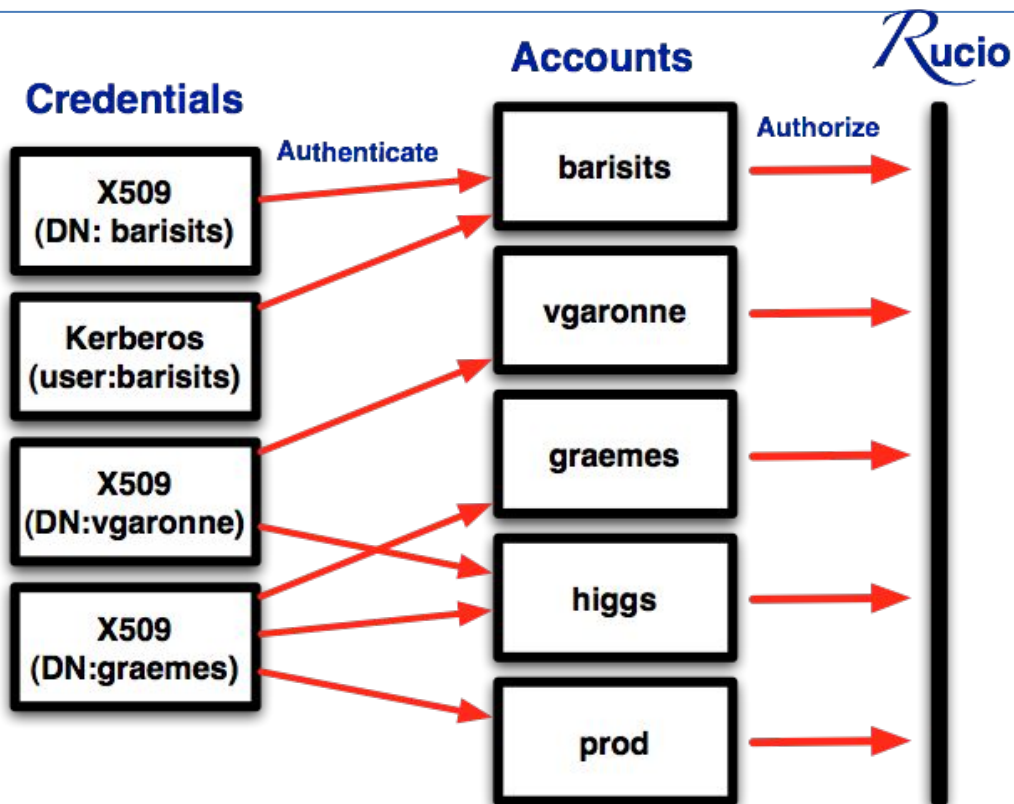 Rucio
Accounts
Credentials
Authenticate
Authorize
X509
(DN: barisits)
Kerberos
(user:barisits)
X509
(DN:vgaronne)
X509
(DN:graemes)
barisits
vgaronne
graemes
higgs
prod